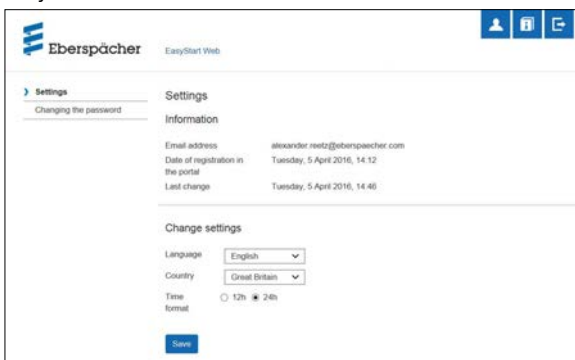 Eberspächer
EasyStart Web
Settings
Changing the password
Settings
Information
Email address alexander.reetz@eberspaecher.com
Date of registration in Tuesday, 5 April 2016, 14:12
the portal
Last change Tuesday, 5 April 2016, 14:46
Change settings
Language English
Country Great Britain
Time 12h 24h
format
Save